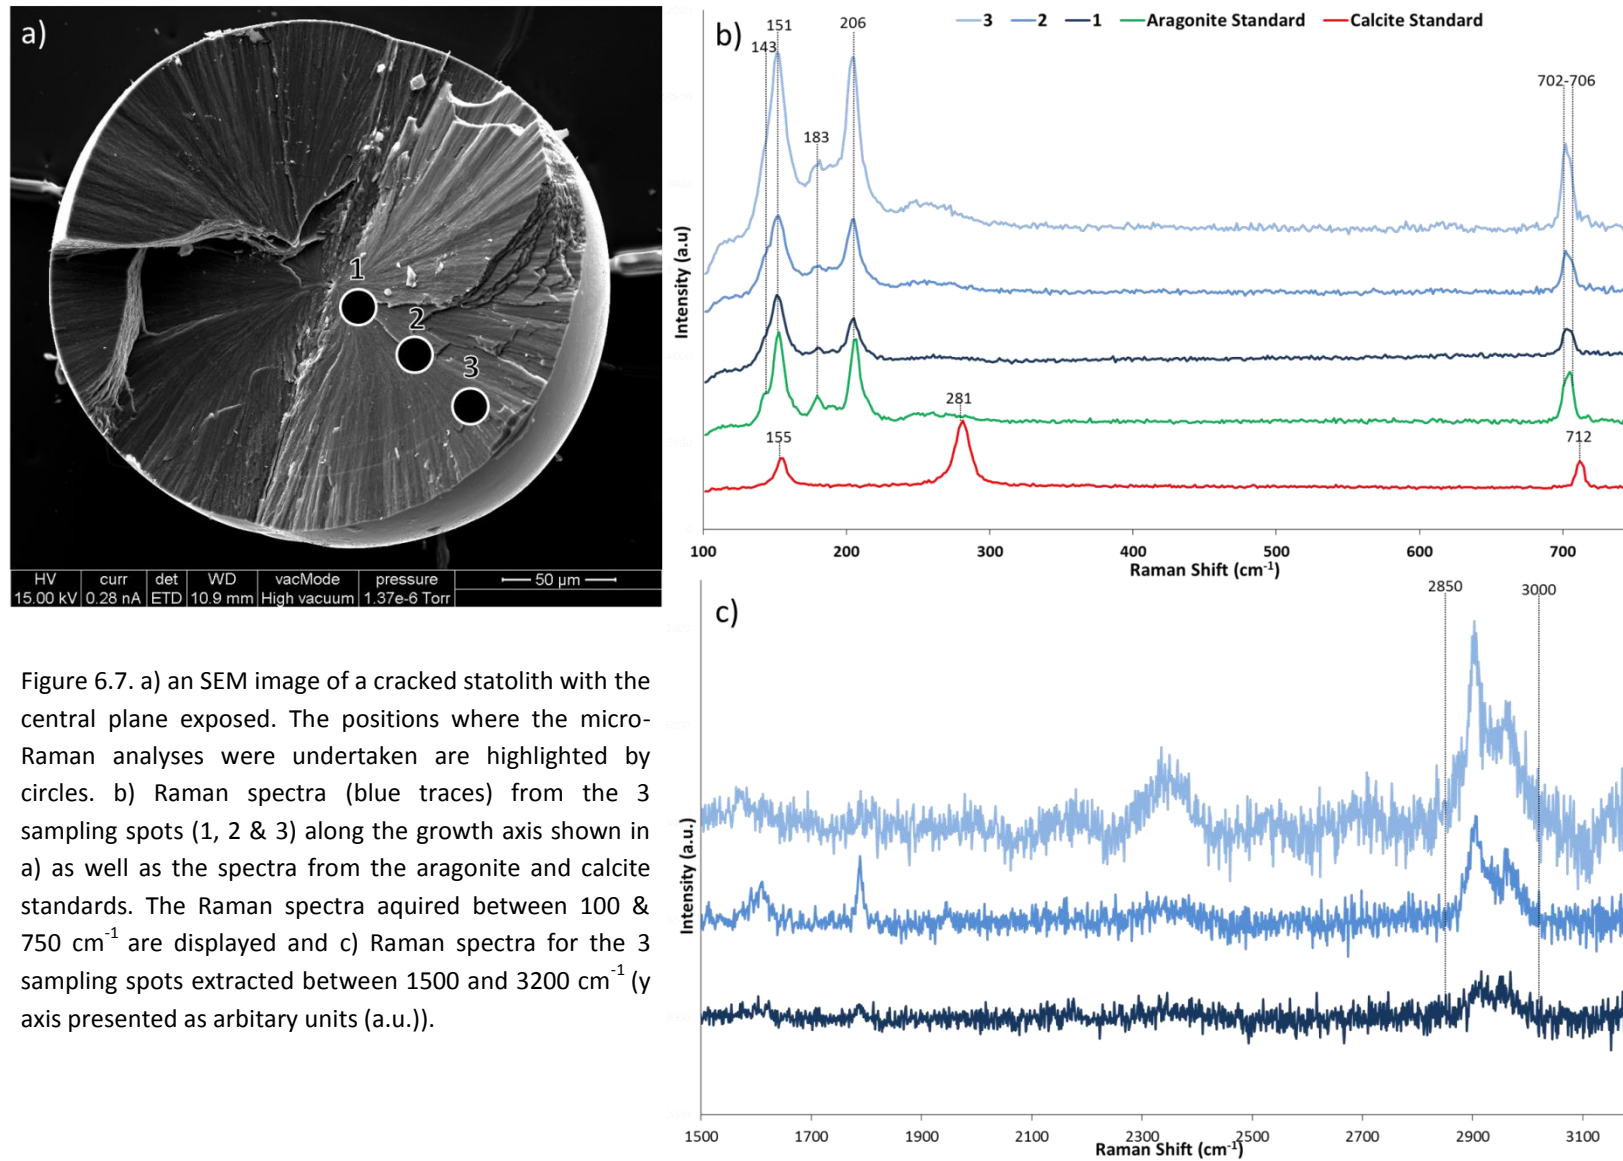 a)
1
2
3
HV curr det WD vacMode pressure
15.00 kV 0.28 nA ETD 10.9 mm High vacuum 1.37e-6 Torr
50 µm
b)
3 2 1 Aragonite Standard Calcite Standard
143
151
206
183
702-706
281
155
712
Intensity (a.u)
100 200 300 400 500 600 700
Raman Shift (cm⁻¹)
c)
2850
3000
Intensity (a.u.)
1500 1700 1900 2100 2300 2500 2700 2900 3100
Raman Shift (cm⁻¹)
Figure 6.7. a) an SEM image of a cracked statolith with the
central plane exposed. The positions where the micro-
Raman analyses were undertaken are highlighted by
circles. b) Raman spectra (blue traces) from the 3
sampling spots (1, 2 & 3) along the growth axis shown in
a) as well as the spectra from the aragonite and calcite
standards. The Raman spectra aquired between 100 &
750 cm⁻¹ are displayed and c) Raman spectra for the 3
sampling spots extracted between 1500 and 3200 cm⁻¹ (y
axis presented as arbitary units (a.u.)).